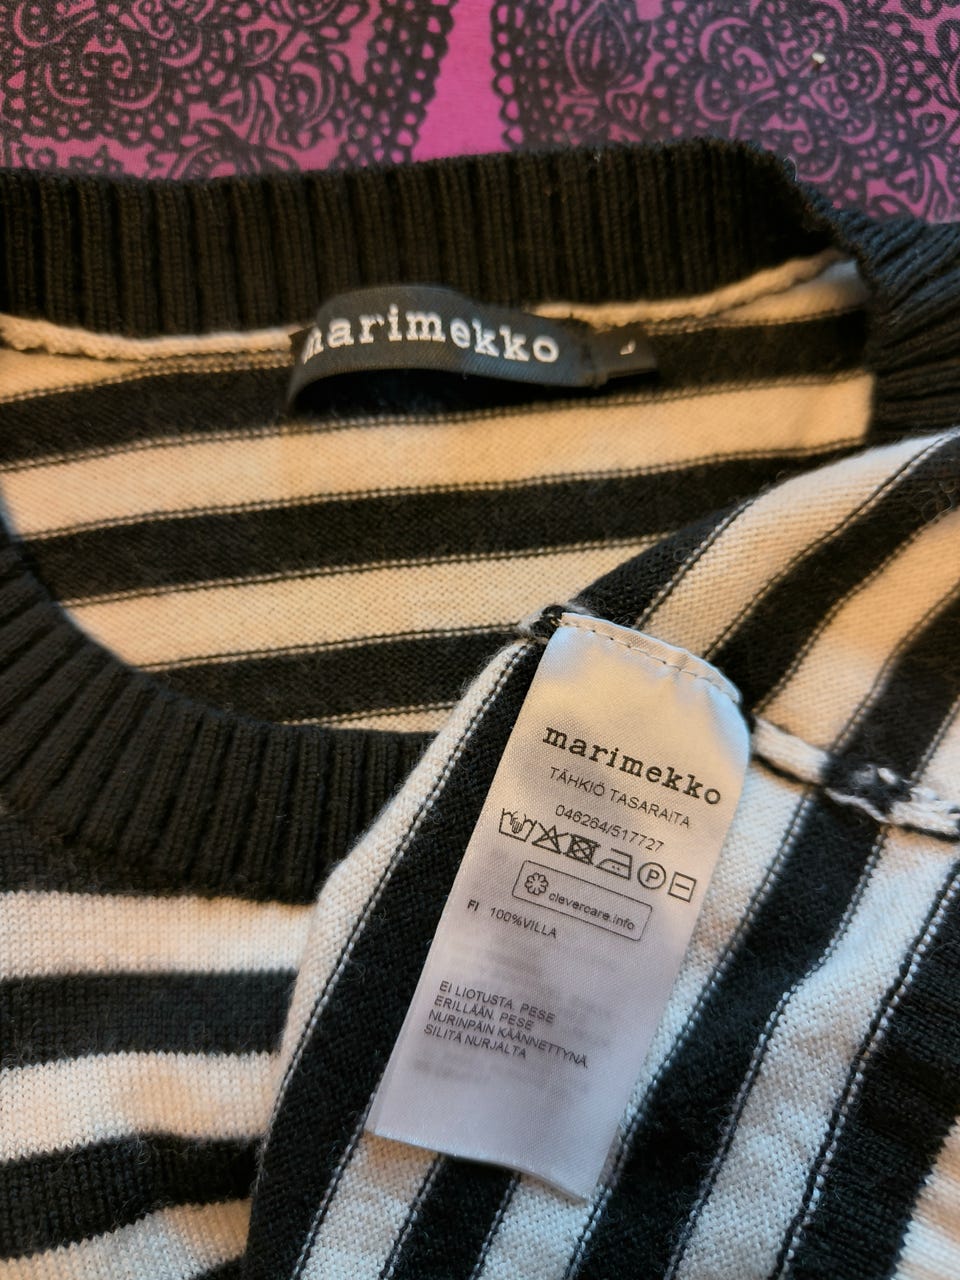 marimekko
marimekko
TÄHKIÖ TASARAITA
046264/517727
P
clevercare.info
FI 100%VILLA
EI LIOTUSTA. PESE
ERILLÄÄN. PESE
NURINPÄIN KÄÄNNETTYNÄ.
SILITÄ NURJALTA